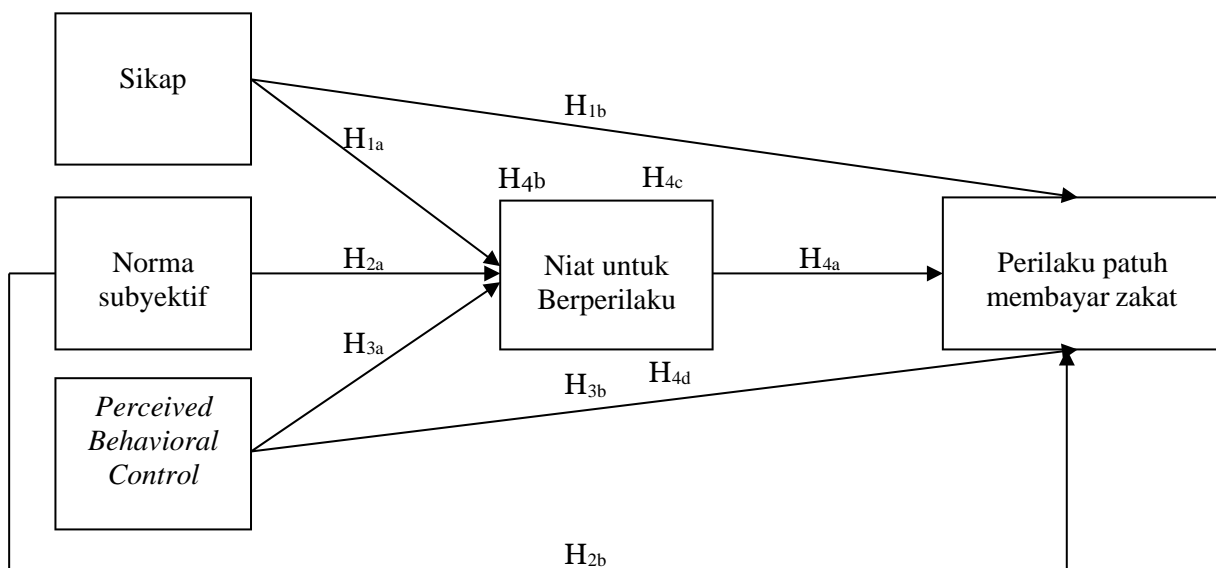 Sikap
H1b
H1a
H4b
H4c
Norma
subyektif
H2a
Niat untuk
Berperilaku
H4a
Perilaku patuh
membayar zakat
H3a
H4d
H3b
Perceived
Behavioral
Control
H2b